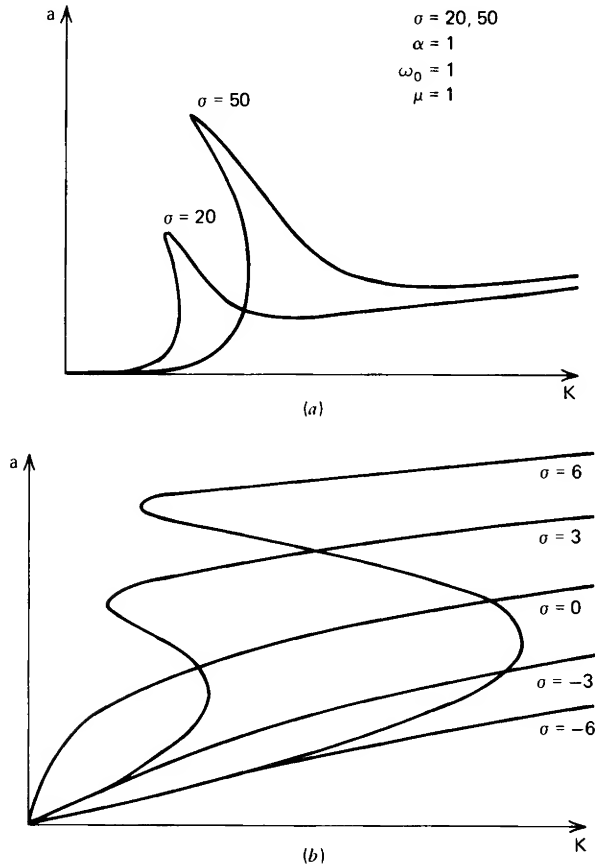 a
σ = 20, 50
α = 1
ω₀ = 1
μ = 1
σ = 50
σ = 20
K
(a)
a
σ = 6
σ = 3
σ = 0
σ = −3
σ = −6
K
(b)